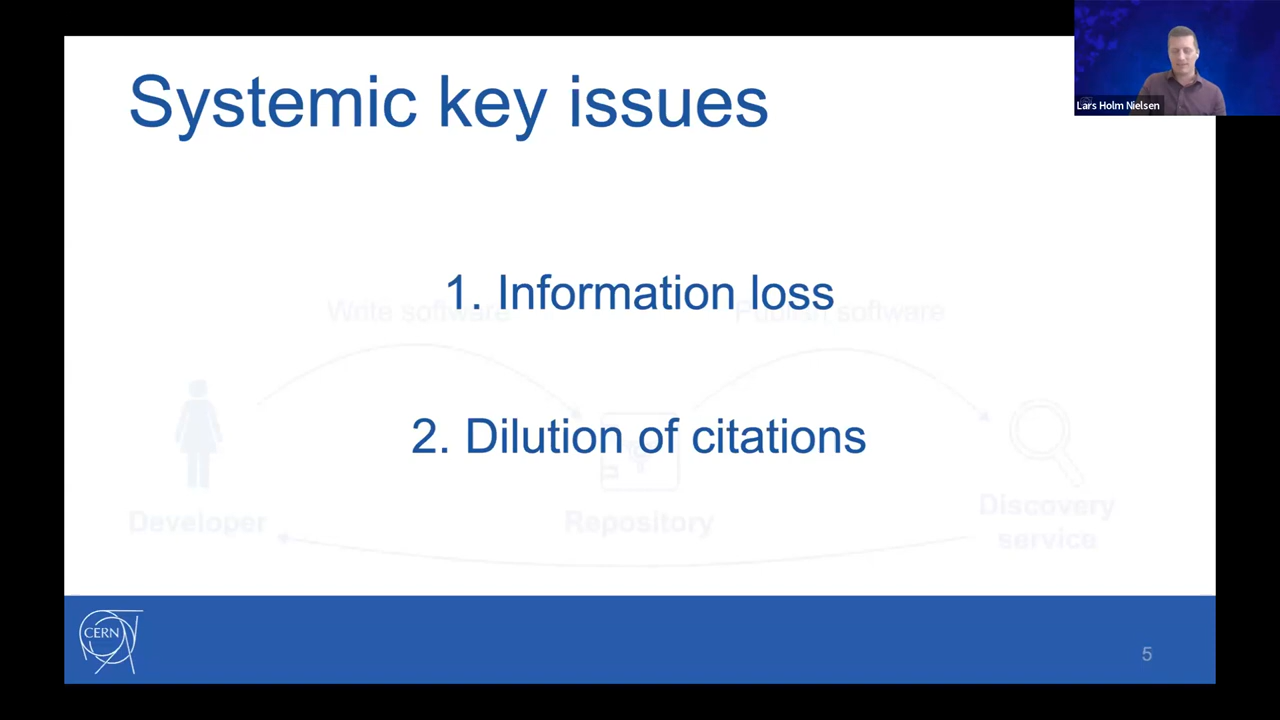 Systemic key issues
Lars Holm Nielsen
1. Information loss
Write software
Publish software
2. Dilution of citations
Developer
Repository
Discovery
service
CERN
5